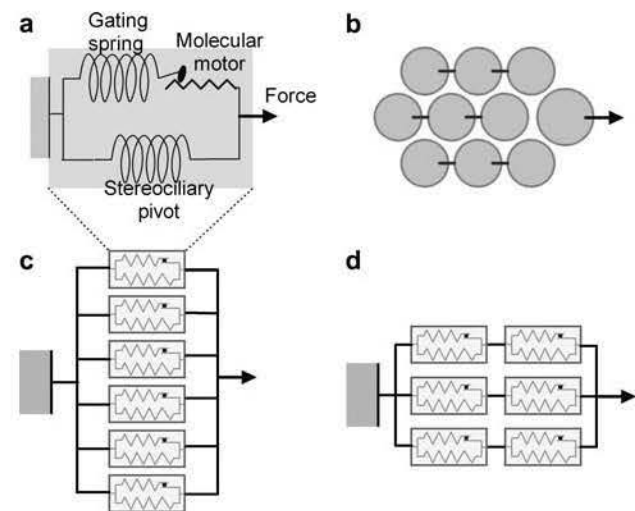 a
Gating
spring
Molecular
motor
Force
Stereociliary
pivot
b
c
d